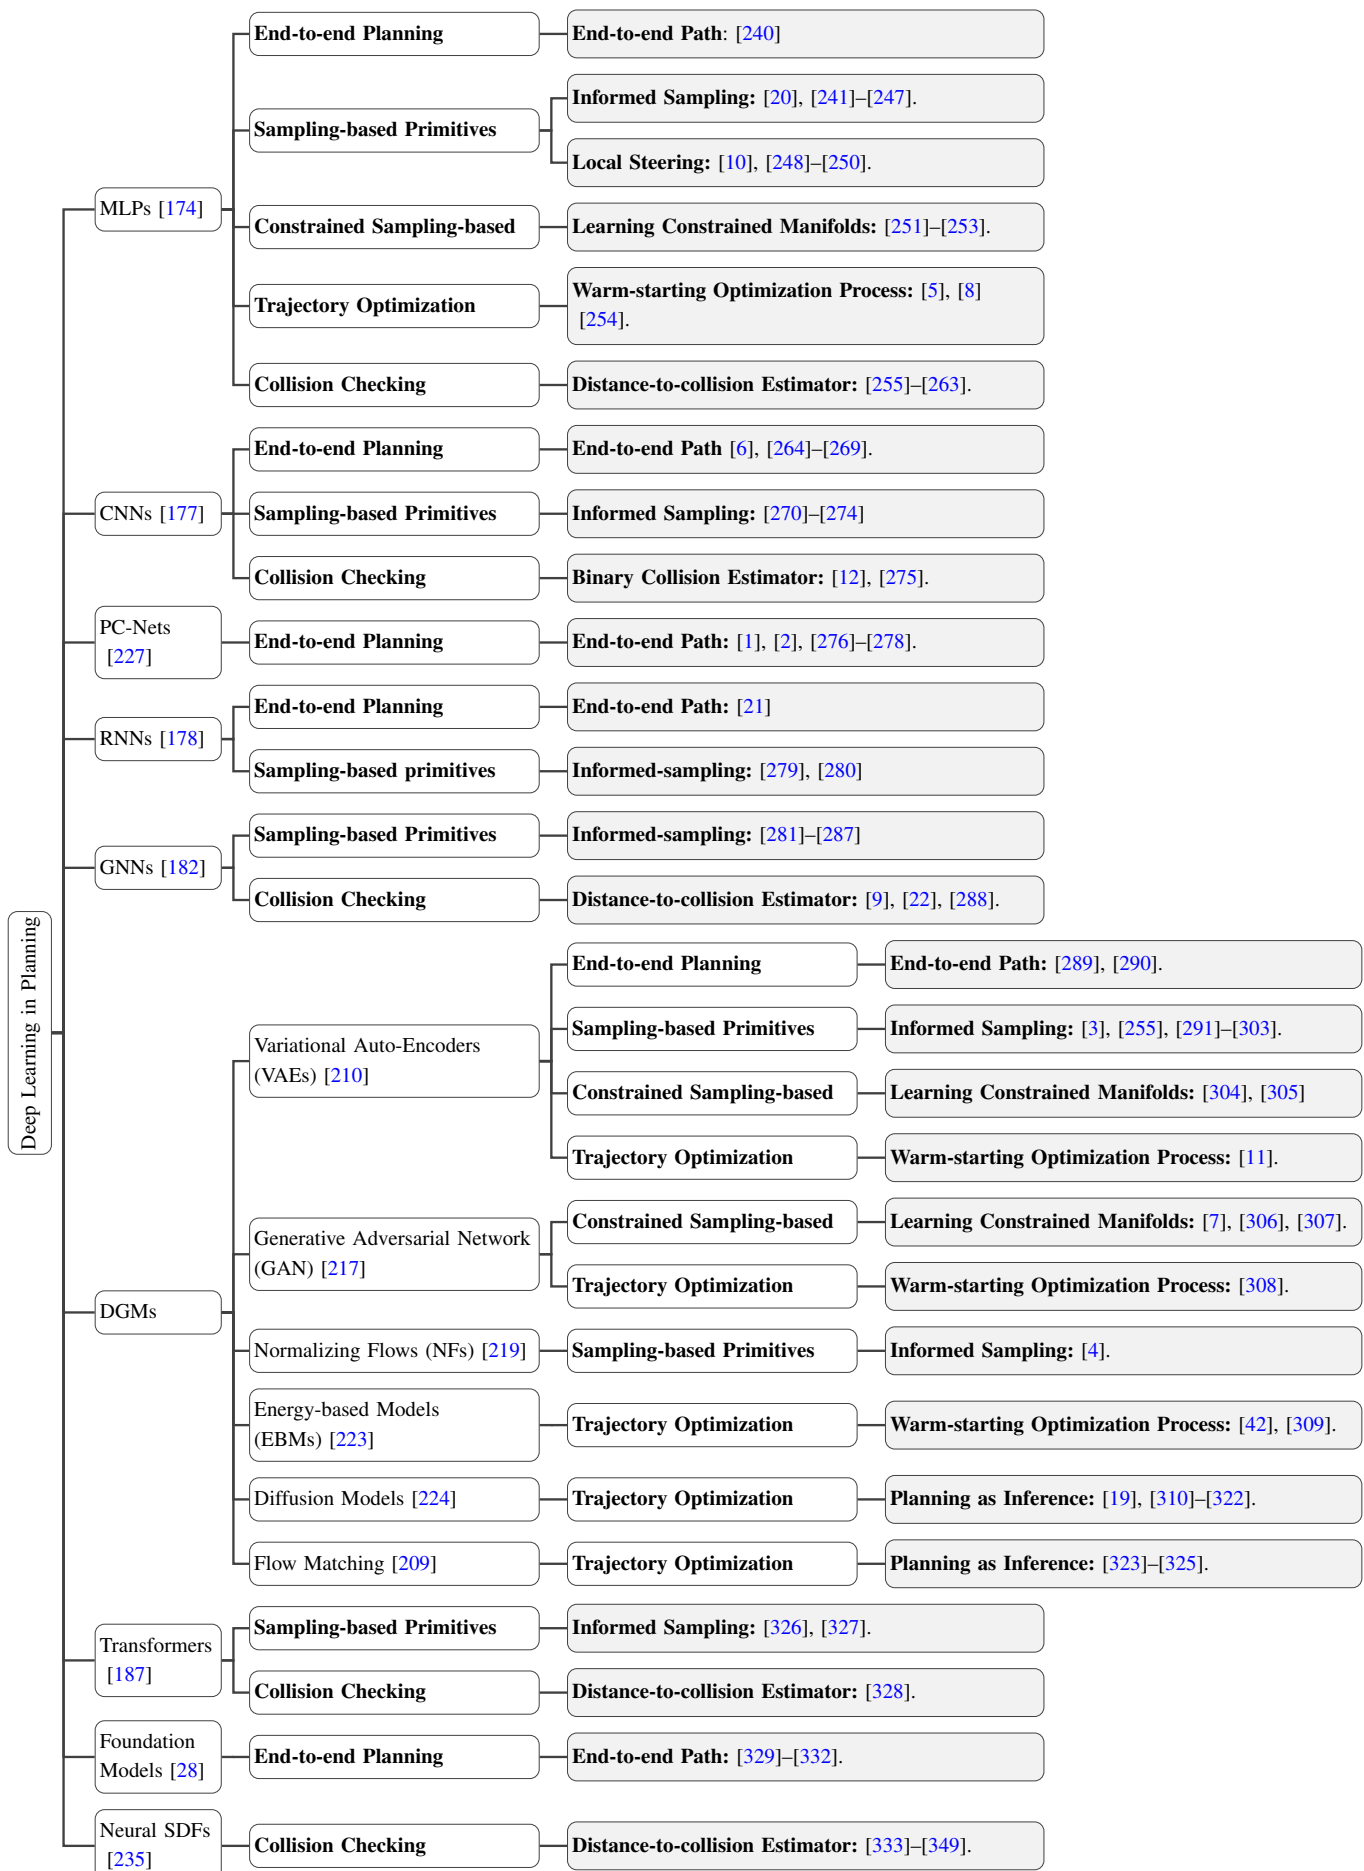 Deep Learning in Planning
MLPs [174]
End-to-end Planning
End-to-end Path: [240]
Sampling-based Primitives
Informed Sampling: [20], [241]–[247].
Local Steering: [10], [248]–[250].
Constrained Sampling-based
Learning Constrained Manifolds: [251]–[253].
Trajectory Optimization
Warm-starting Optimization Process: [5], [8]
[254].
Collision Checking
Distance-to-collision Estimator: [255]–[263].
CNNs [177]
End-to-end Planning
End-to-end Path [6], [264]–[269].
Sampling-based Primitives
Informed Sampling: [270]–[274]
Collision Checking
Binary Collision Estimator: [12], [275].
PC-Nets
[227]
End-to-end Planning
End-to-end Path: [1], [2], [276]–[278].
RNNs [178]
End-to-end Planning
End-to-end Path: [21]
Sampling-based primitives
Informed-sampling: [279], [280]
GNNs [182]
Sampling-based Primitives
Informed-sampling: [281]–[287]
Collision Checking
Distance-to-collision Estimator: [9], [22], [288].
DGMs
Variational Auto-Encoders
(VAEs) [210]
End-to-end Planning
End-to-end Path: [289], [290].
Sampling-based Primitives
Informed Sampling: [3], [255], [291]–[303].
Constrained Sampling-based
Learning Constrained Manifolds: [304], [305]
Trajectory Optimization
Warm-starting Optimization Process: [11].
Generative Adversarial Network
(GAN) [217]
Constrained Sampling-based
Learning Constrained Manifolds: [7], [306], [307].
Trajectory Optimization
Warm-starting Optimization Process: [308].
Normalizing Flows (NFs) [219]
Sampling-based Primitives
Informed Sampling: [4].
Energy-based Models
(EBMs) [223]
Trajectory Optimization
Warm-starting Optimization Process: [42], [309].
Diffusion Models [224]
Trajectory Optimization
Planning as Inference: [19], [310]–[322].
Flow Matching [209]
Trajectory Optimization
Planning as Inference: [323]–[325].
Transformers
[187]
Sampling-based Primitives
Informed Sampling: [326], [327].
Collision Checking
Distance-to-collision Estimator: [328].
Foundation
Models [28]
End-to-end Planning
End-to-end Path: [329]–[332].
Neural SDFs
[235]
Collision Checking
Distance-to-collision Estimator: [333]–[349].